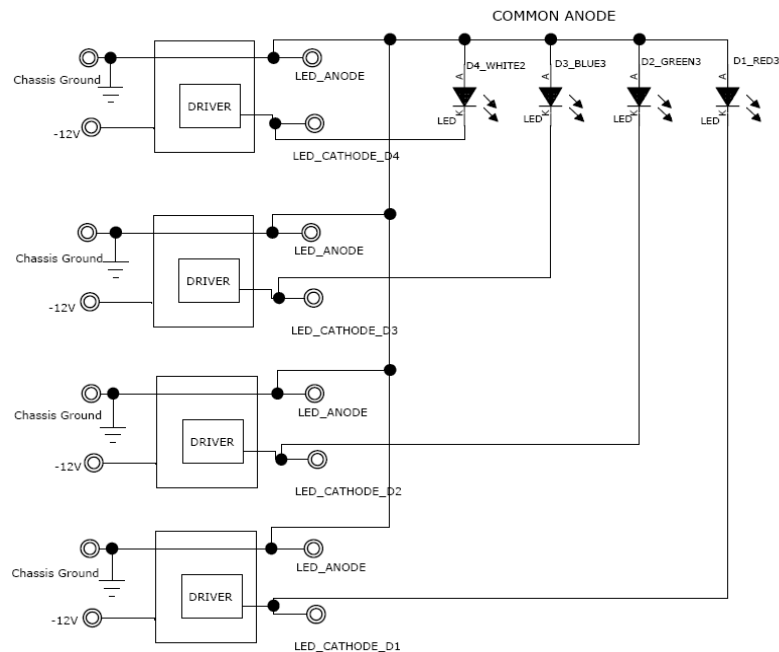 COMMON ANODE
Chassis Ground
LED_ANODE
DRIVER
-12V
LED_CATHODE_D4
D4_WHITE2
A
K
LED
D3_BLUE3
A
K
LED
D2_GREEN3
A
K
LED
D1_RED3
A
K
LED
Chassis Ground
LED_ANODE
DRIVER
-12V
LED_CATHODE_D3
Chassis Ground
LED_ANODE
DRIVER
-12V
LED_CATHODE_D2
Chassis Ground
LED_ANODE
DRIVER
-12V
LED_CATHODE_D1